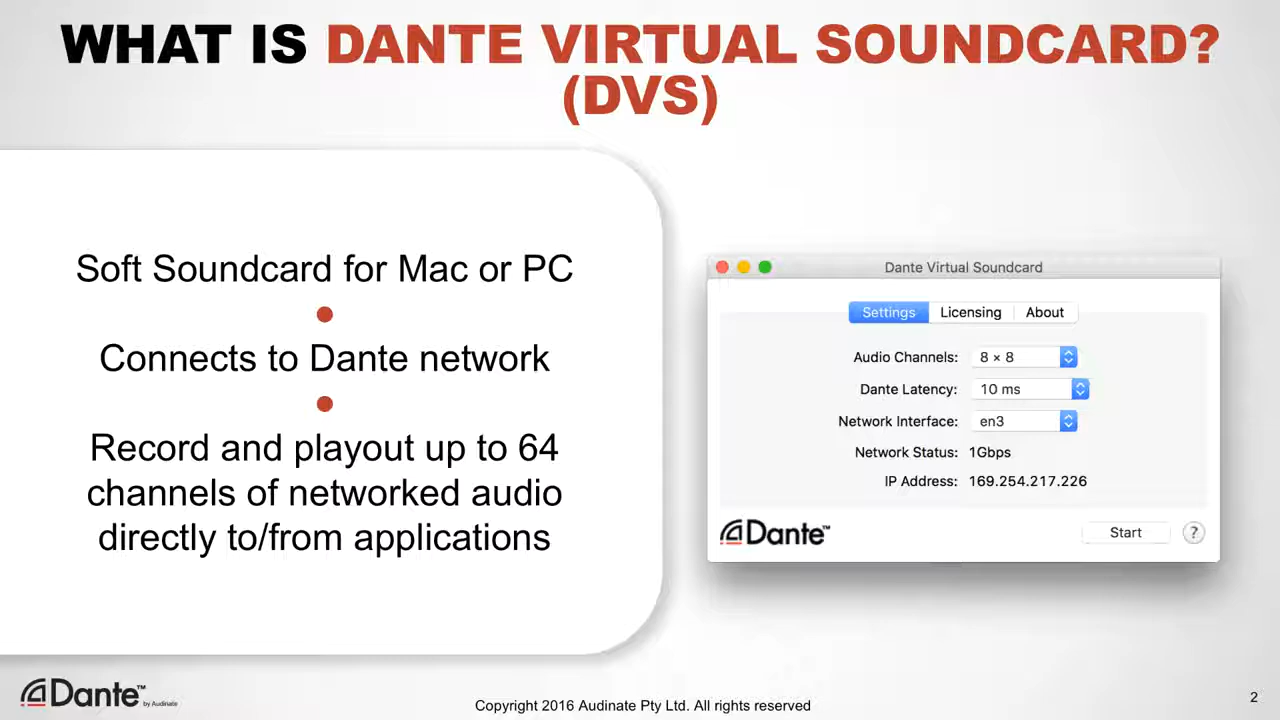 WHAT IS DANTE VIRTUAL SOUNDCARD?
(DVS)
Soft Soundcard for Mac or PC
Connects to Dante network
Record and playout up to 64
channels of networked audio
directly to/from applications
Dante Virtual Soundcard
Settings Licensing About
Audio Channels: 8 × 8
Dante Latency: 10 ms
Network Interface: en3
Network Status: 1Gbps
IP Address: 169.254.217.226
Dante™
Start ?
Dante™ by Audinate
Copyright 2016 Audinate Pty Ltd. All rights reserved
2